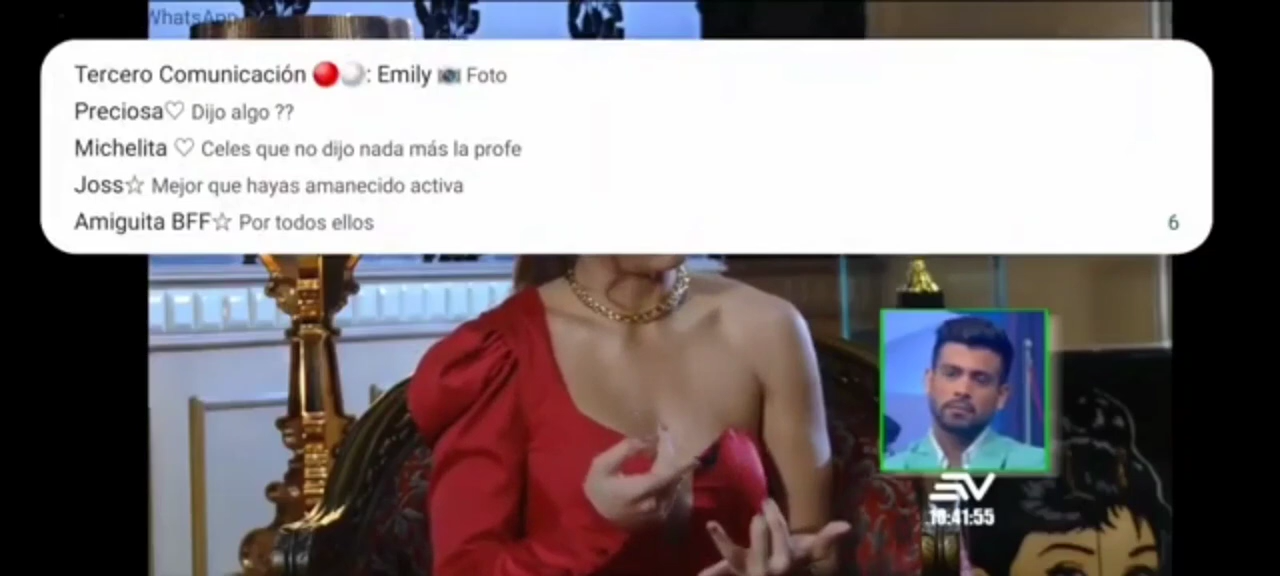 WhatsApp
Tercero Comunicación 🔴⚪: Emily 📷 Foto
Preciosa♡ Dijo algo ??
Michelita ♡ Celes que no dijo nada más la profe
Joss☆ Mejor que hayas amanecido activa
Amiguita BFF☆ Por todos ellos
6
EV
10:41:55